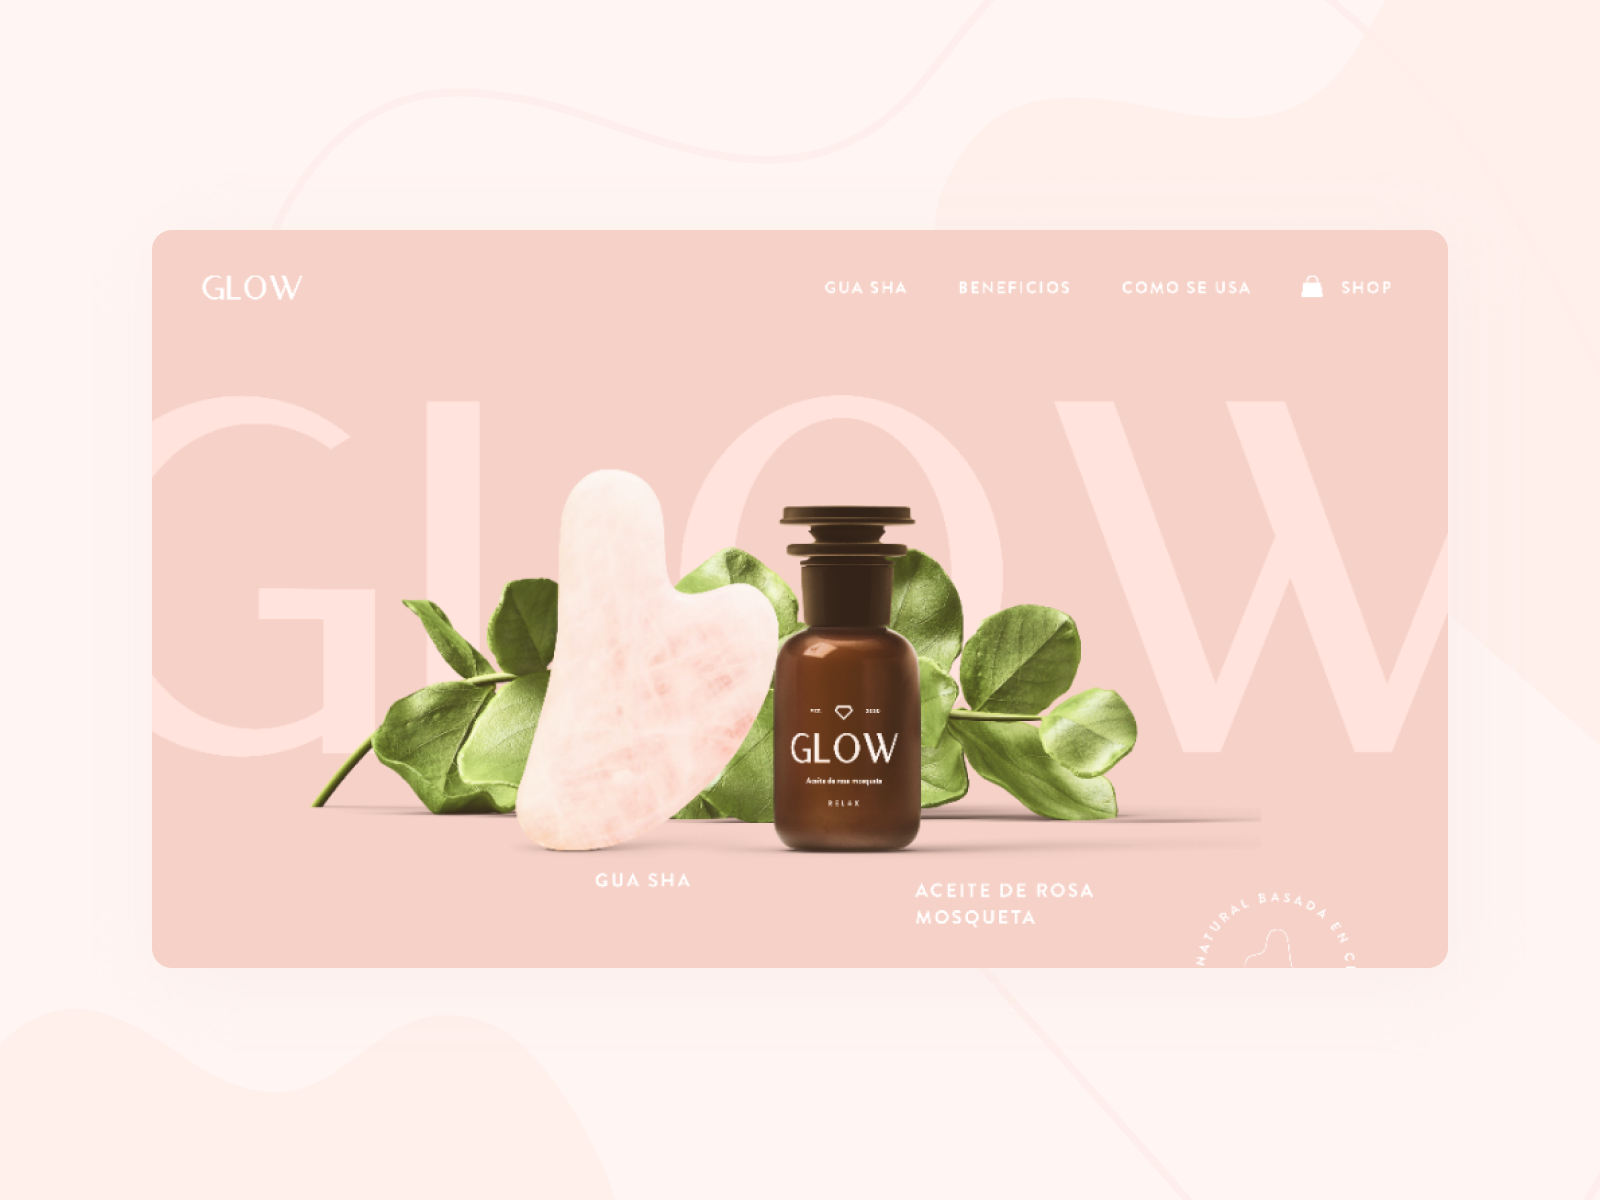 GLOW
GUA SHA
BENEFICIOS
COMO SE USA
SHOP
GLOW
2020
GLOW
Aceite de rosa mosqueta
RELAX
GUA SHA
ACEITE DE ROSA
MOSQUETA
NATURAL BASADA EN